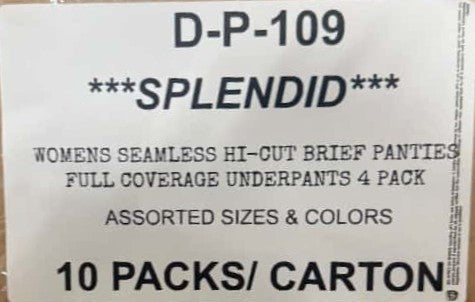 D-P-109
***SPLENDID***
WOMENS SEAMLESS HI-CUT BRIEF PANTIES
FULL COVERAGE UNDERPANTS 4 PACK
ASSORTED SIZES & COLORS
10 PACKS/ CARTON